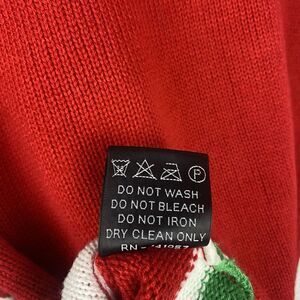 P
DO NOT WASH
DO NOT BLEACH
DO NOT IRON
DRY CLEAN ONLY
RN